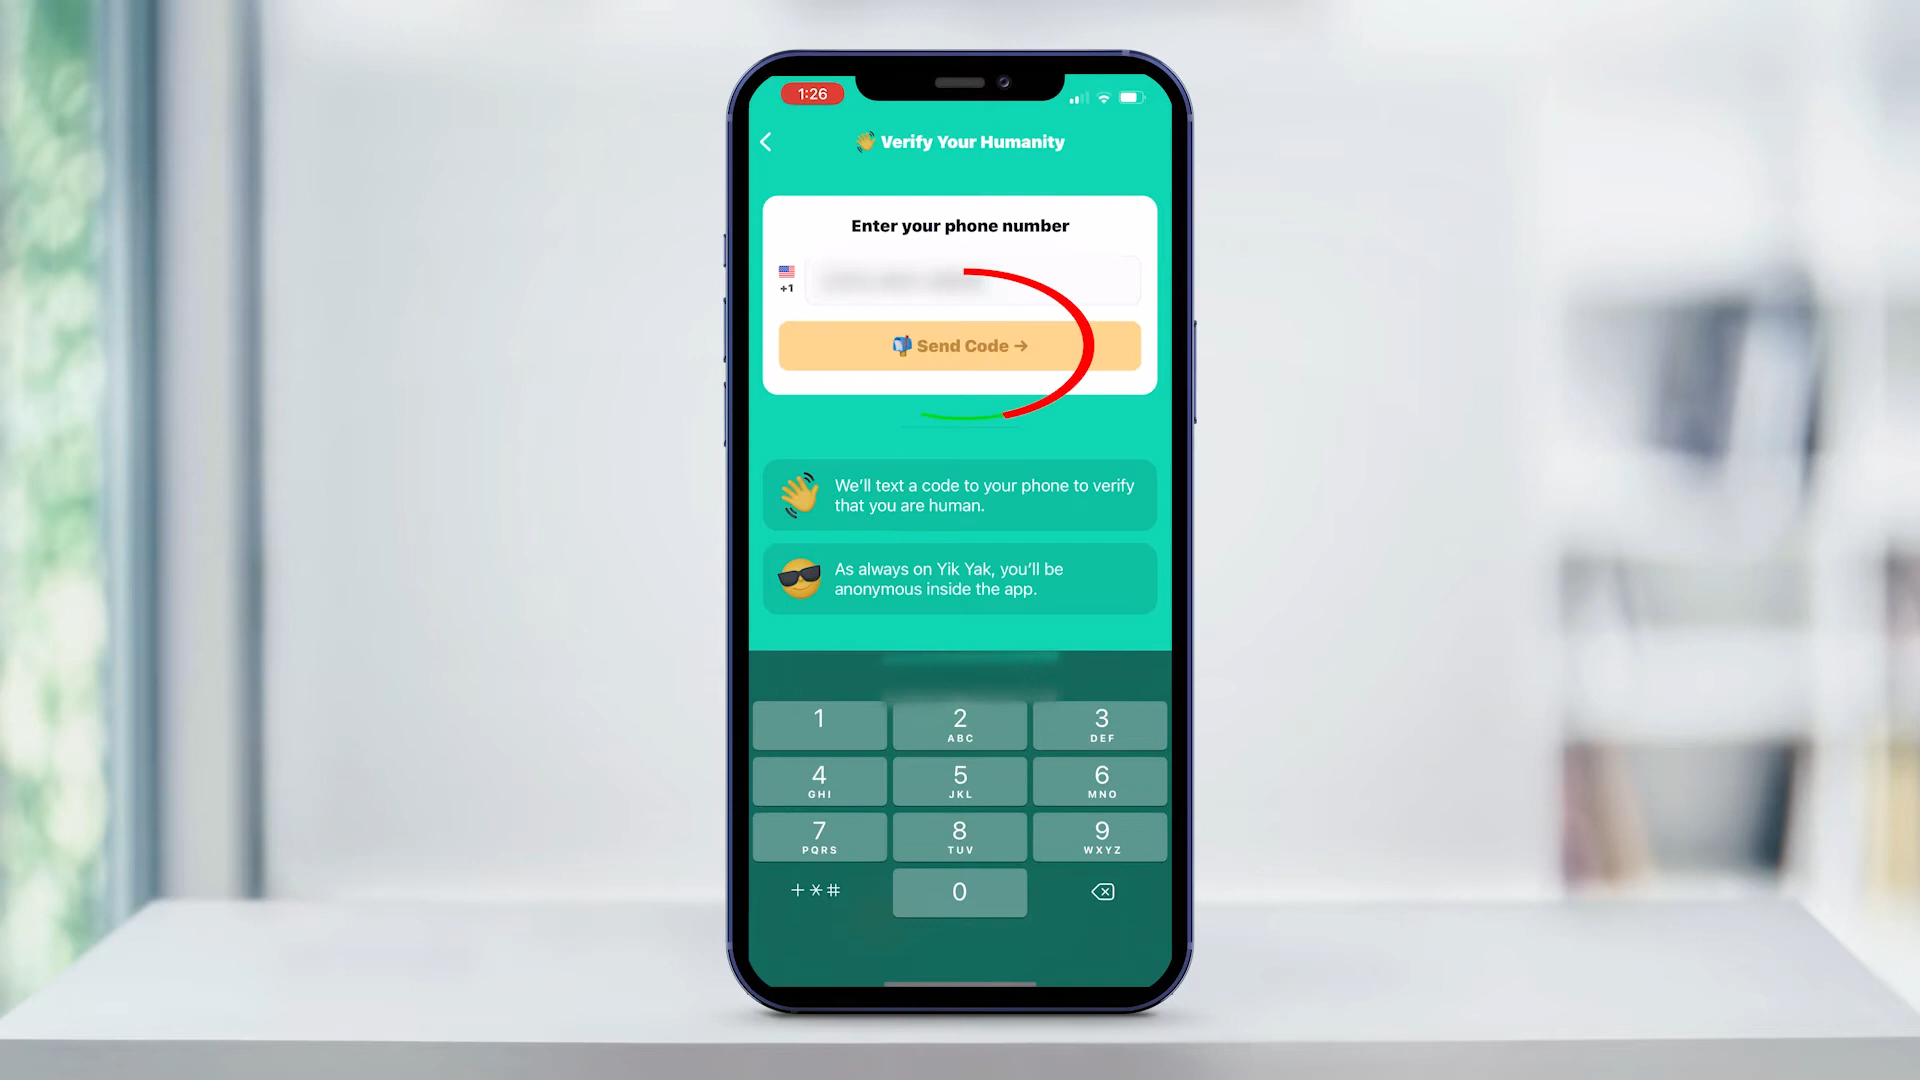 1:26
Verify Your Humanity
Enter your phone number
+1
Send Code →
We'll text a code to your phone to verify
that you are human.
As always on Yik Yak, you'll be
anonymous inside the app.
1
2
ABC
3
DEF
4
GHI
5
JKL
6
MNO
7
PQRS
8
TUV
9
WXYZ
+*#
0